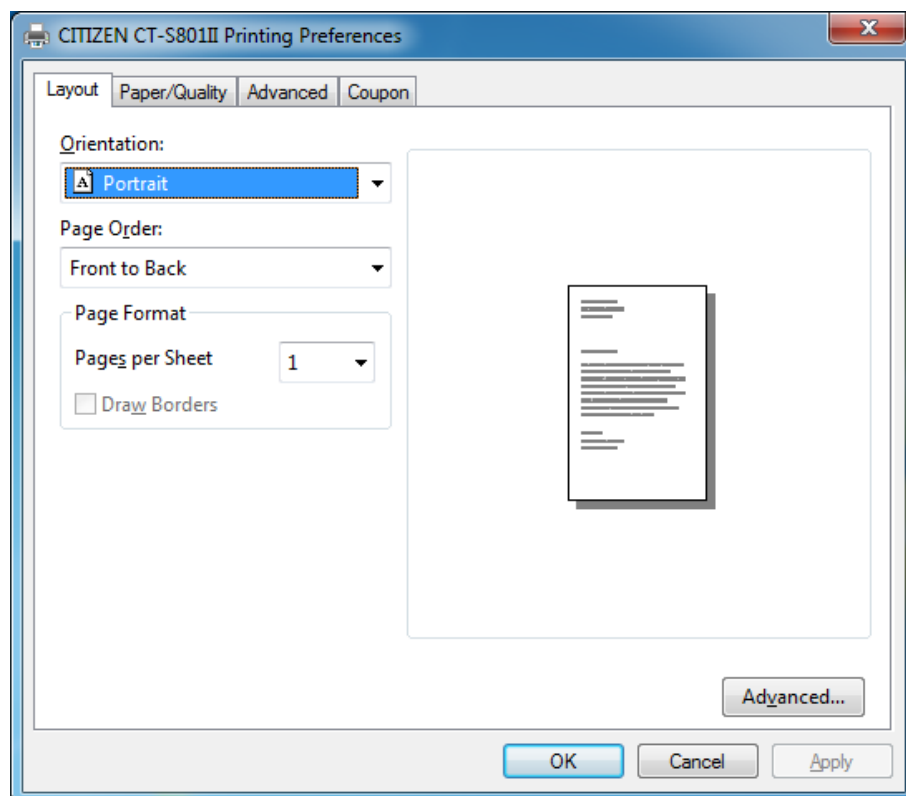 CITIZEN CT-S801II Printing Preferences
Layout Paper/Quality Advanced Coupon
Orientation:
Portrait
Page Order:
Front to Back
Page Format
Pages per Sheet 1
Draw Borders
Advanced...
OK Cancel Apply